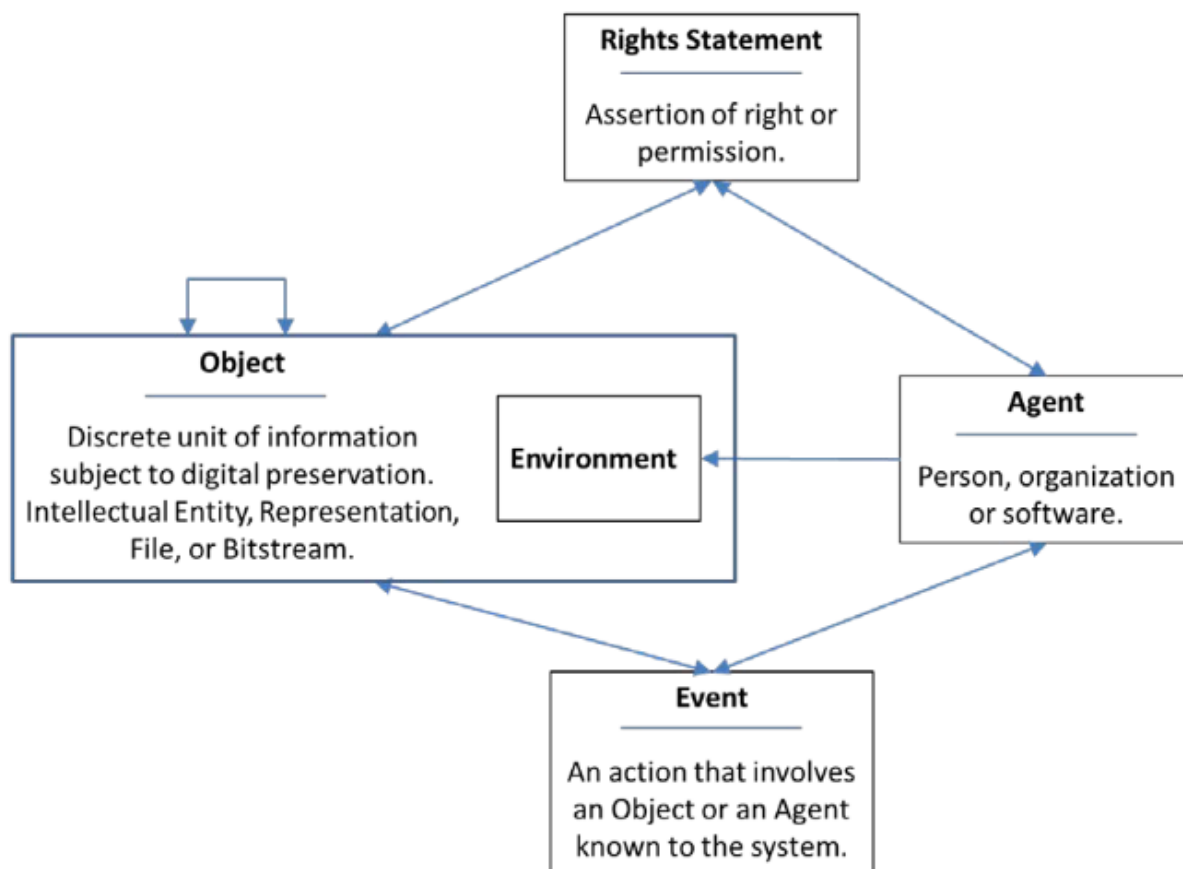 Rights Statement
Assertion of right or
permission.
Object
Discrete unit of information
subject to digital preservation.
Intellectual Entity, Representation,
File, or Bitstream.
Environment
Agent
Person, organization
or software.
Event
An action that involves
an Object or an Agent
known to the system.